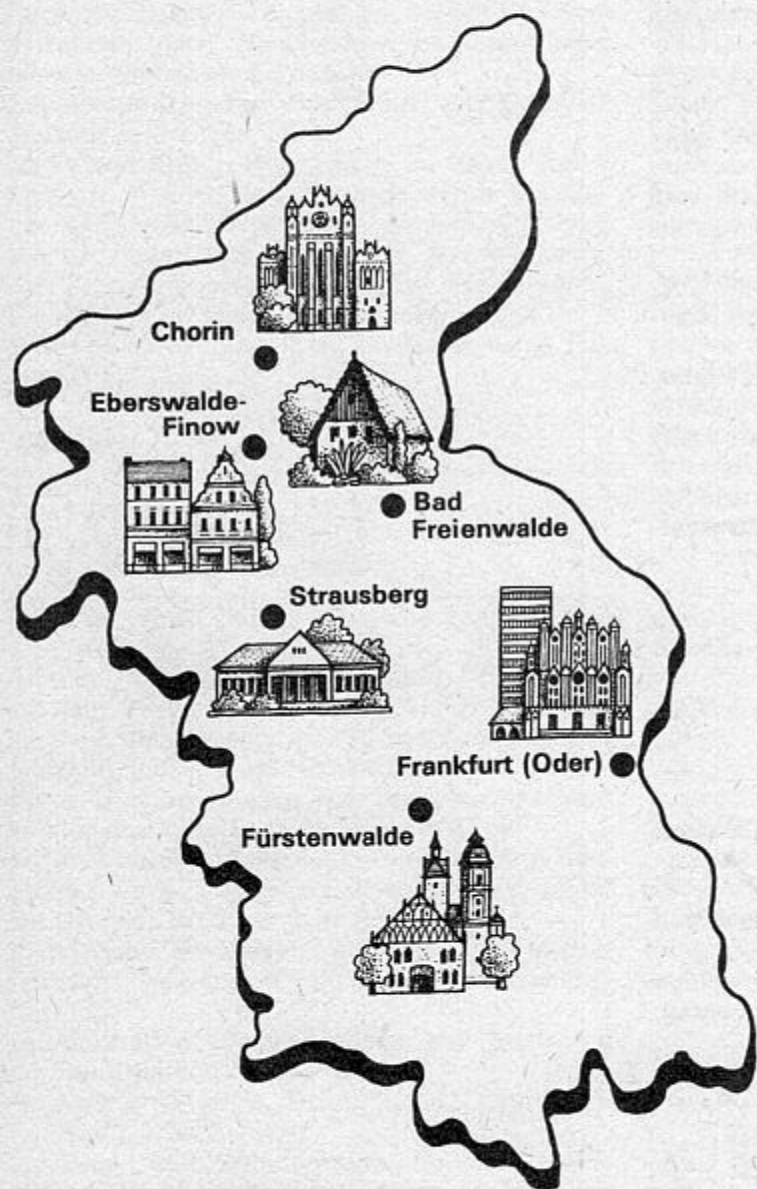 Chorin
Eberswalde-
Finow
Bad
Freienwalde
Strausberg
Frankfurt (Oder)
Fürstenwalde